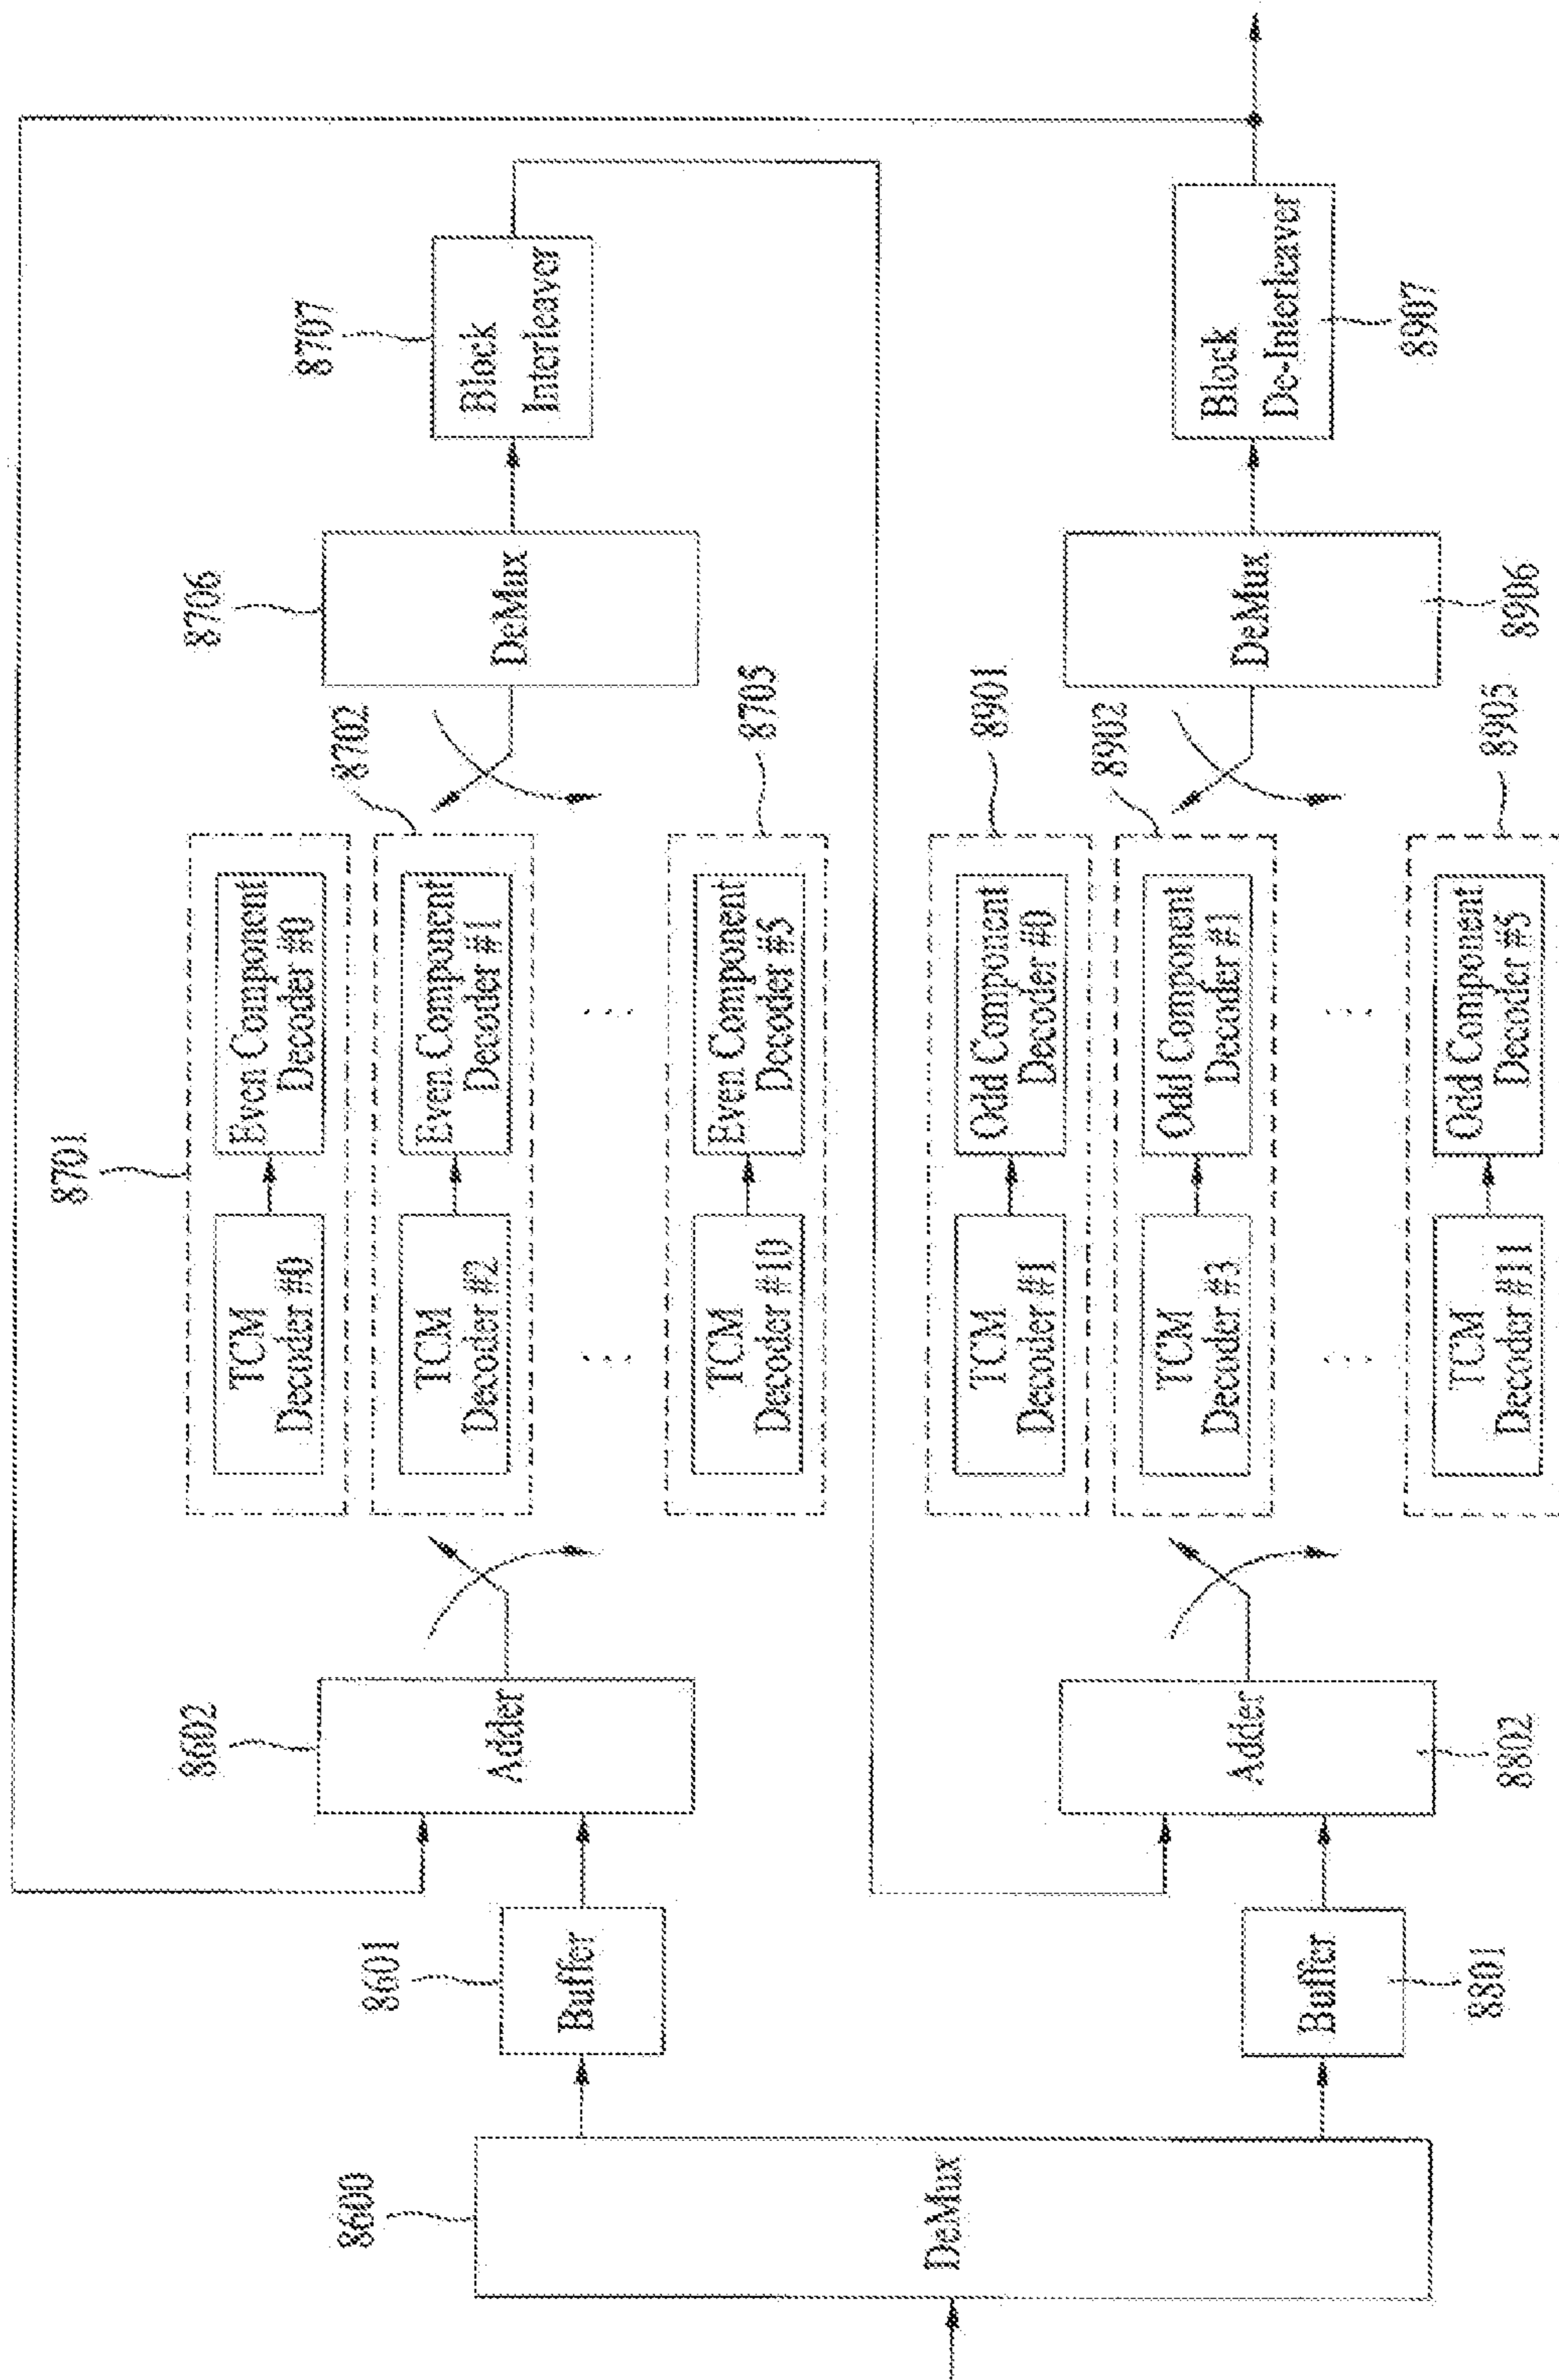 8701
8707
8706
8702
8602
8601
8600
TCM
Decoder #0
Even Component
Decoder #0
TCM
Decoder #2
Even Component
Decoder #1
. . .
. . .
TCM
Decoder #10
Even Component
Decoder #5
8705
Buffer
Adder
DeMux
Block
Interleaver
DeMux
8901
8902
TCM
Decoder #1
Odd Component
Decoder #0
TCM
Decoder #3
Odd Component
Decoder #1
. . .
. . .
TCM
Decoder #11
Odd Component
Decoder #5
8905
Buffer
Adder
DeMux
Block
De-Interleaver
8801
8802
8906
8907